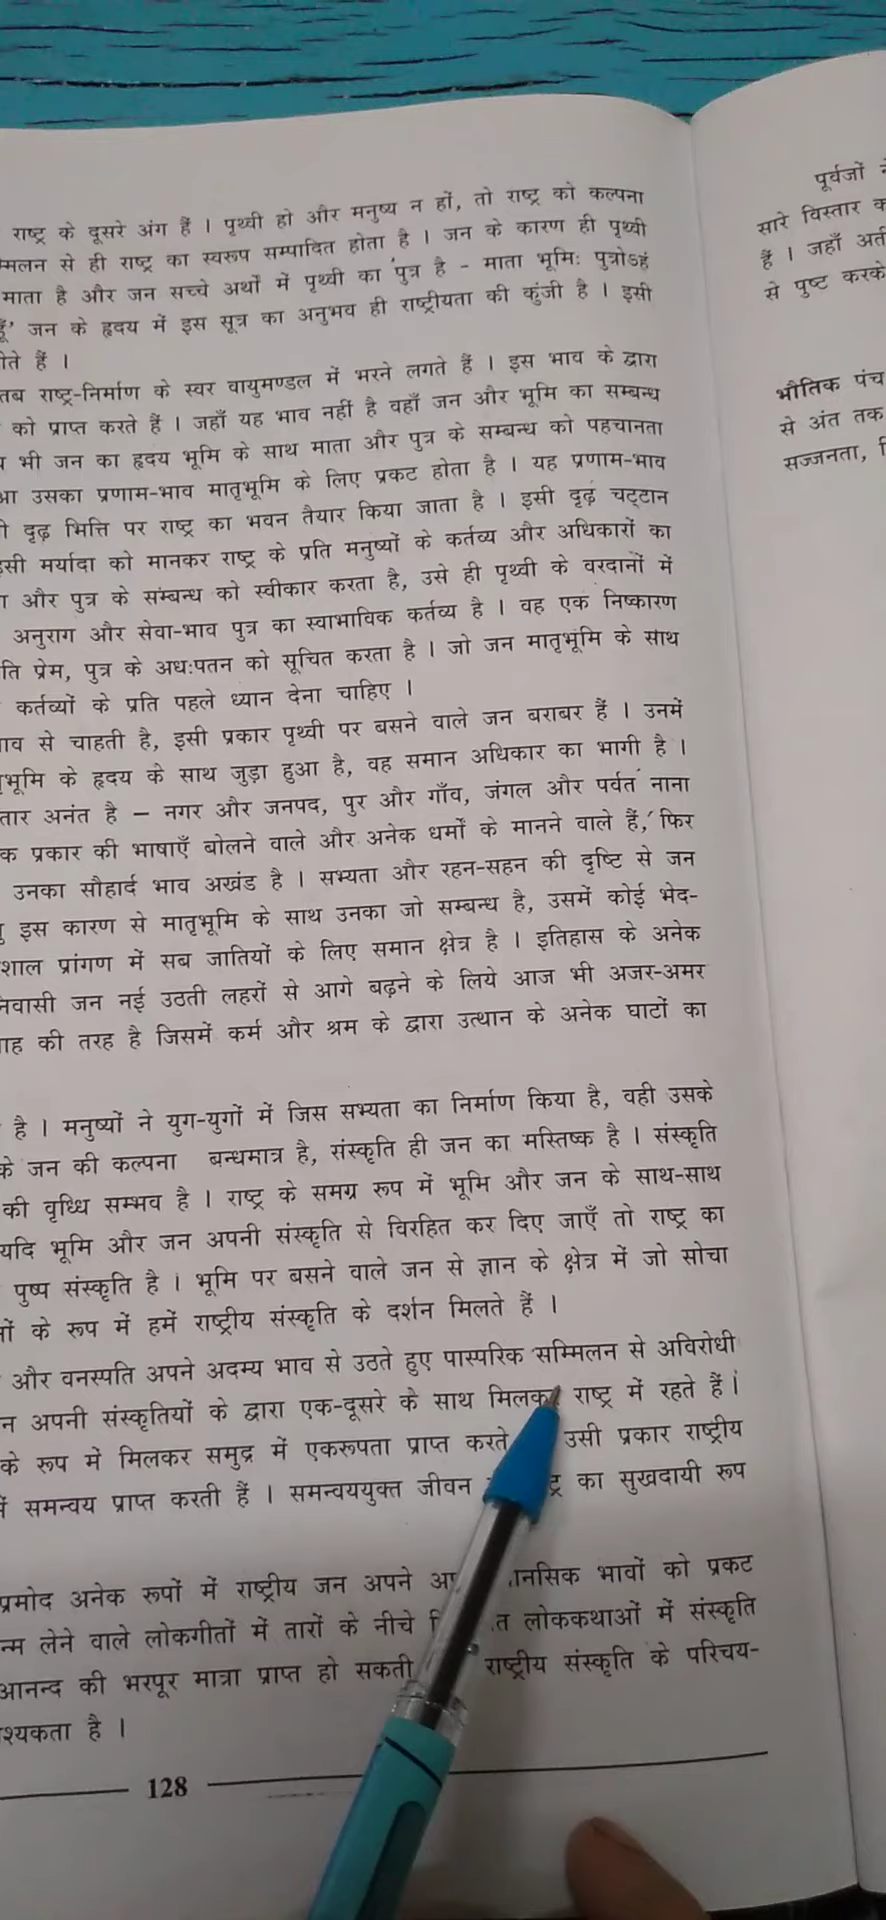 राष्ट्र के दूसरे अंग हैं । पृथ्वी हो और मनुष्य न हों, तो राष्ट्र को कल्पना
म्मलन से ही राष्ट्र का स्वरूप सम्पादित होता है । जन के कारण ही पृथ्वी
माता है और जन सच्चे अर्थों में पृथ्वी का पुत्र है - माता भूमिः पुत्रोऽहं
जन के हृदय में इस सूत्र का अनुभव ही राष्ट्रीयता की कुंजी है । इसी
हैं ।
तब राष्ट्र-निर्माण के स्वर वायुमण्डल में भरने लगते हैं । इस भाव के द्वारा
को प्राप्त करते हैं । जहाँ यह भाव नहीं है वहाँ जन और भूमि का सम्बन्ध
भी जन का हृदय भूमि के साथ माता और पुत्र के सम्बन्ध को पहचानता
उसका प्रणाम-भाव मातृभूमि के लिए प्रकट होता है । यह प्रणाम-भाव
दृढ़ भित्ति पर राष्ट्र का भवन तैयार किया जाता है । इसी दृढ़ चट्टान
इसी मर्यादा को मानकर राष्ट्र के प्रति मनुष्यों के कर्तव्य और अधिकारों का
और पुत्र के संम्बन्ध को स्वीकार करता है, उसे ही पृथ्वी के वरदानों में
अनुराग और सेवा-भाव पुत्र का स्वाभाविक कर्तव्य है । वह एक निष्कारण
प्रेम, पुत्र के अधःपतन को सूचित करता है । जो जन मातृभूमि के साथ
कर्तव्यों के प्रति पहले ध्यान देना चाहिए ।
से चाहती है, इसी प्रकार पृथ्वी पर बसने वाले जन बराबर हैं । उनमें
भूमि के हृदय के साथ जुड़ा हुआ है, वह समान अधिकार का भागी है ।
तार अनंत है – नगर और जनपद, पुर और गाँव, जंगल और पर्वत नाना
क प्रकार की भाषाएँ बोलने वाले और अनेक धर्मों के मानने वाले हैं, फिर
उनका सौहार्द भाव अखंड है । सभ्यता और रहन-सहन की दृष्टि से जन
इस कारण से मातृभूमि के साथ उनका जो सम्बन्ध है, उसमें कोई भेद-
शाल प्रांगण में सब जातियों के लिए समान क्षेत्र है । इतिहास के अनेक
निवासी जन नई उठती लहरों से आगे बढ़ने के लिये आज भी अजर-अमर
की तरह है जिसमें कर्म और श्रम के द्वारा उत्थान के अनेक घाटों का
है । मनुष्यों ने युग-युगों में जिस सभ्यता का निर्माण किया है, वही उसके
के जन की कल्पना बन्धमात्र है, संस्कृति ही जन का मस्तिष्क है । संस्कृति
की वृध्धि सम्भव है । राष्ट्र के समग्र रूप में भूमि और जन के साथ-साथ
यदि भूमि और जन अपनी संस्कृति से विरहित कर दिए जाएँ तो राष्ट्र का
पुष्प संस्कृति है । भूमि पर बसने वाले जन से ज्ञान के क्षेत्र में जो सोचा
के रूप में हमें राष्ट्रीय संस्कृति के दर्शन मिलते हैं ।
और वनस्पति अपने अदम्य भाव से उठते हुए पास्परिक सम्मिलन से अविरोधी
न अपनी संस्कृतियों के द्वारा एक-दूसरे के साथ मिलकर राष्ट्र में रहते हैं ।
के रूप में मिलकर समुद्र में एकरूपता प्राप्त करते उसी प्रकार राष्ट्रीय
समन्वय प्राप्त करती हैं । समन्वययुक्त जीवन का सुखदायी रूप
प्रमोद अनेक रूपों में राष्ट्रीय जन अपने मानसिक भावों को प्रकट
न्म लेने वाले लोकगीतों में तारों के नीचे लोककथाओं में संस्कृति
आनन्द की भरपूर मात्रा प्राप्त हो सकती राष्ट्रीय संस्कृति के परिचय-
श्यकता है ।
128
पूर्वजों
सारे विस्तार
हैं । जहाँ
से पुष्ट करके
भौतिक पंच
से अंत तक
सज्जनता,